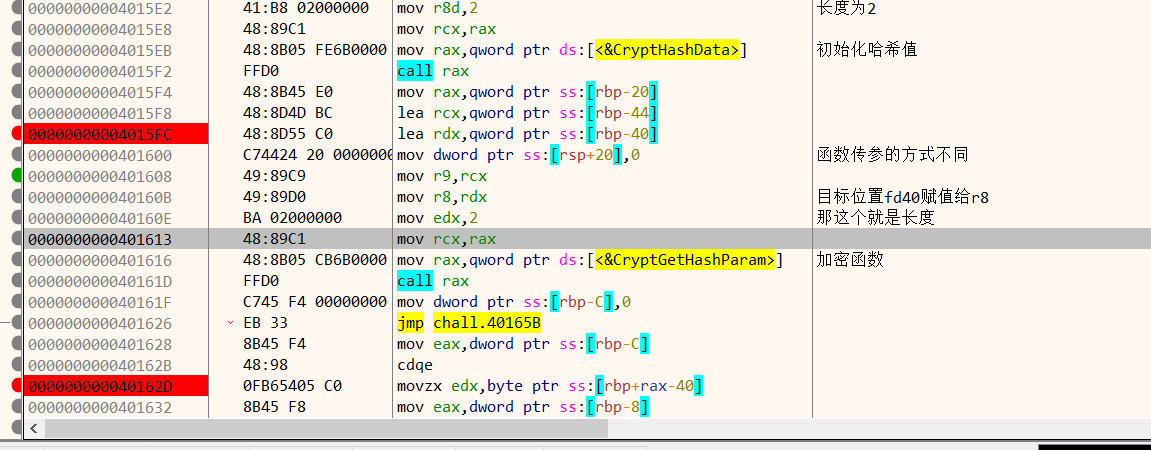 00000000004015E2 41:B8 02000000 mov r8d,2 长度为2
00000000004015E8 48:89C1 mov rcx,rax
00000000004015EB 48:8B05 FE6B0000 mov rax,qword ptr ds:[<&CryptHashData>] 初始化哈希值
00000000004015F2 FFD0 call rax
00000000004015F4 48:8B45 E0 mov rax,qword ptr ss:[rbp-20]
00000000004015F8 48:8D4D BC lea rcx,qword ptr ss:[rbp-44]
00000000004015FC 48:8D55 C0 lea rdx,qword ptr ss:[rbp-40]
0000000000401600 C74424 20 0000000 mov dword ptr ss:[rsp+20],0 函数传参的方式不同
0000000000401608 49:89C9 mov r9,rcx
000000000040160B 49:89D0 mov r8,rdx 目标位置fd40赋值给r8
000000000040160E BA 02000000 mov edx,2 那这个就是长度
0000000000401613 48:89C1 mov rcx,rax
0000000000401616 48:8B05 CB6B0000 mov rax,qword ptr ds:[<&CryptGetHashParam>] 加密函数
000000000040161D FFD0 call rax
000000000040161F C745 F4 00000000 mov dword ptr ss:[rbp-C],0
0000000000401626 EB 33 jmp chall.40165B
0000000000401628 8B45 F4 mov eax,dword ptr ss:[rbp-C]
000000000040162B 48:98 cdqe
000000000040162D 0FB65405 C0 movzx edx,byte ptr ss:[rbp+rax-40]
0000000000401632 8B45 F8 mov eax,dword ptr ss:[rbp-8]